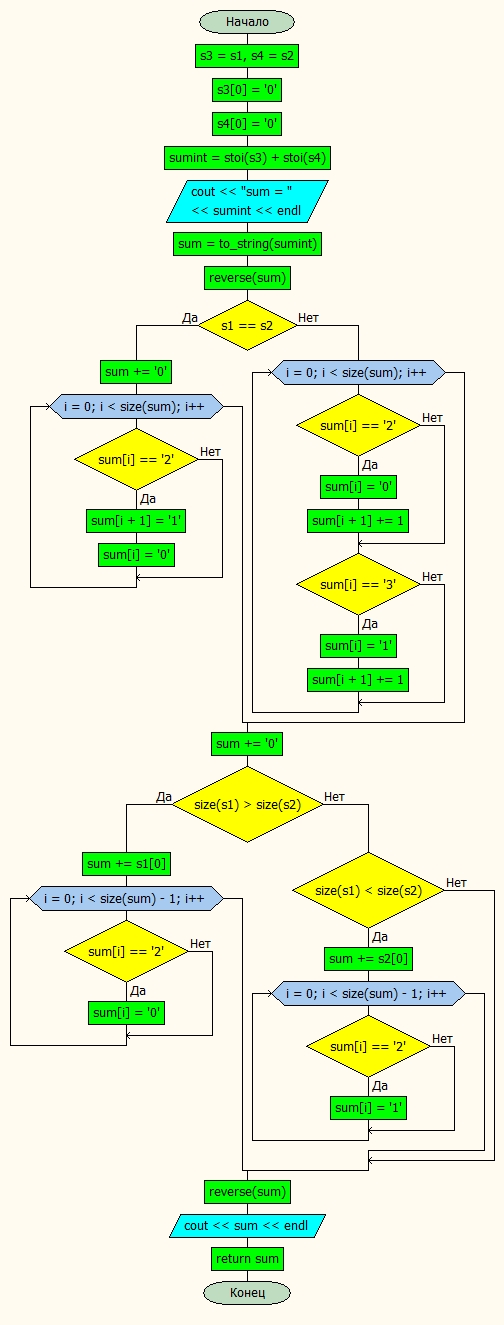 Начало
s3 = s1, s4 = s2
s3[0] = '0'
s4[0] = '0'
sumint = stoi(s3) + stoi(s4)
cout << "sum = "
<< sumint << endl
sum = to_string(sumint)
reverse(sum)
s1 == s2
Да
Нет
sum += '0'
i = 0; i < size(sum); i++
sum[i] == '2'
Нет
Да
sum[i + 1] = '1'
sum[i] = '0'
i = 0; i < size(sum); i++
sum[i] == '2'
Нет
Да
sum[i] = '0'
sum[i + 1] += 1
sum[i] == '3'
Нет
Да
sum[i] = '1'
sum[i + 1] += 1
sum += '0'
size(s1) > size(s2)
Да
Нет
sum += s1[0]
i = 0; i < size(sum) - 1; i++
sum[i] == '2'
Нет
Да
sum[i] = '0'
size(s1) < size(s2)
Нет
Да
sum += s2[0]
i = 0; i < size(sum) - 1; i++
sum[i] == '2'
Нет
Да
sum[i] = '1'
reverse(sum)
cout << sum << endl
return sum
Конец